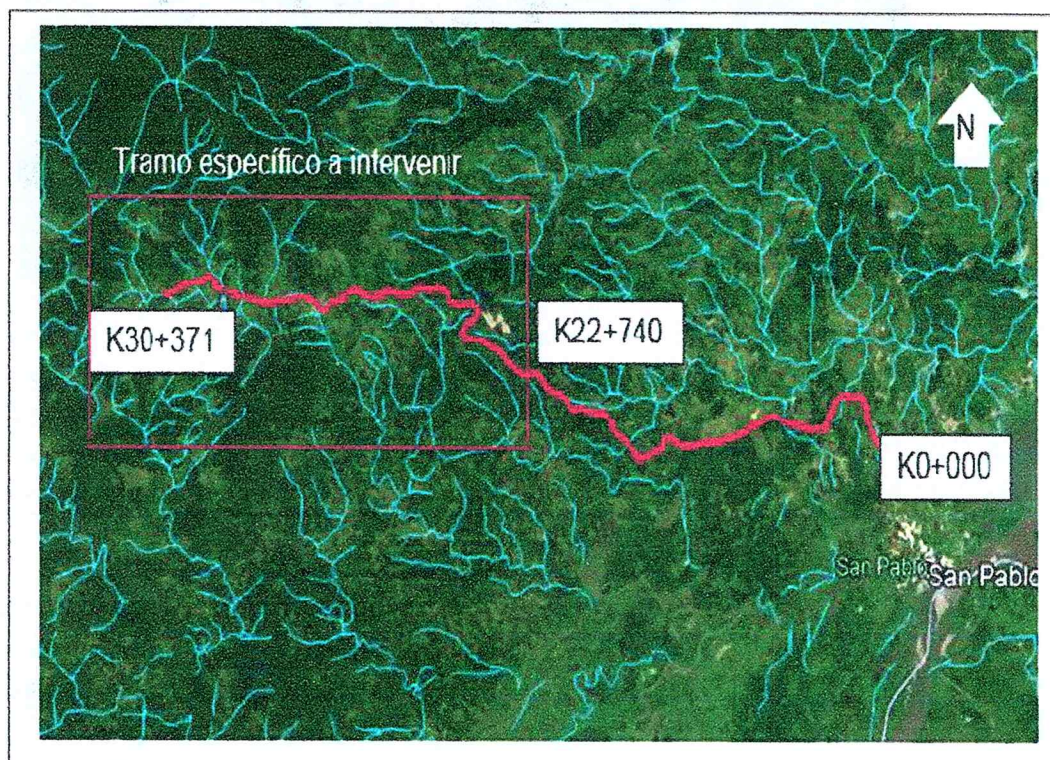 N
Tramo específico a intervenir
K30+371
K22+740
K0+000
San Pablo
San Pablo